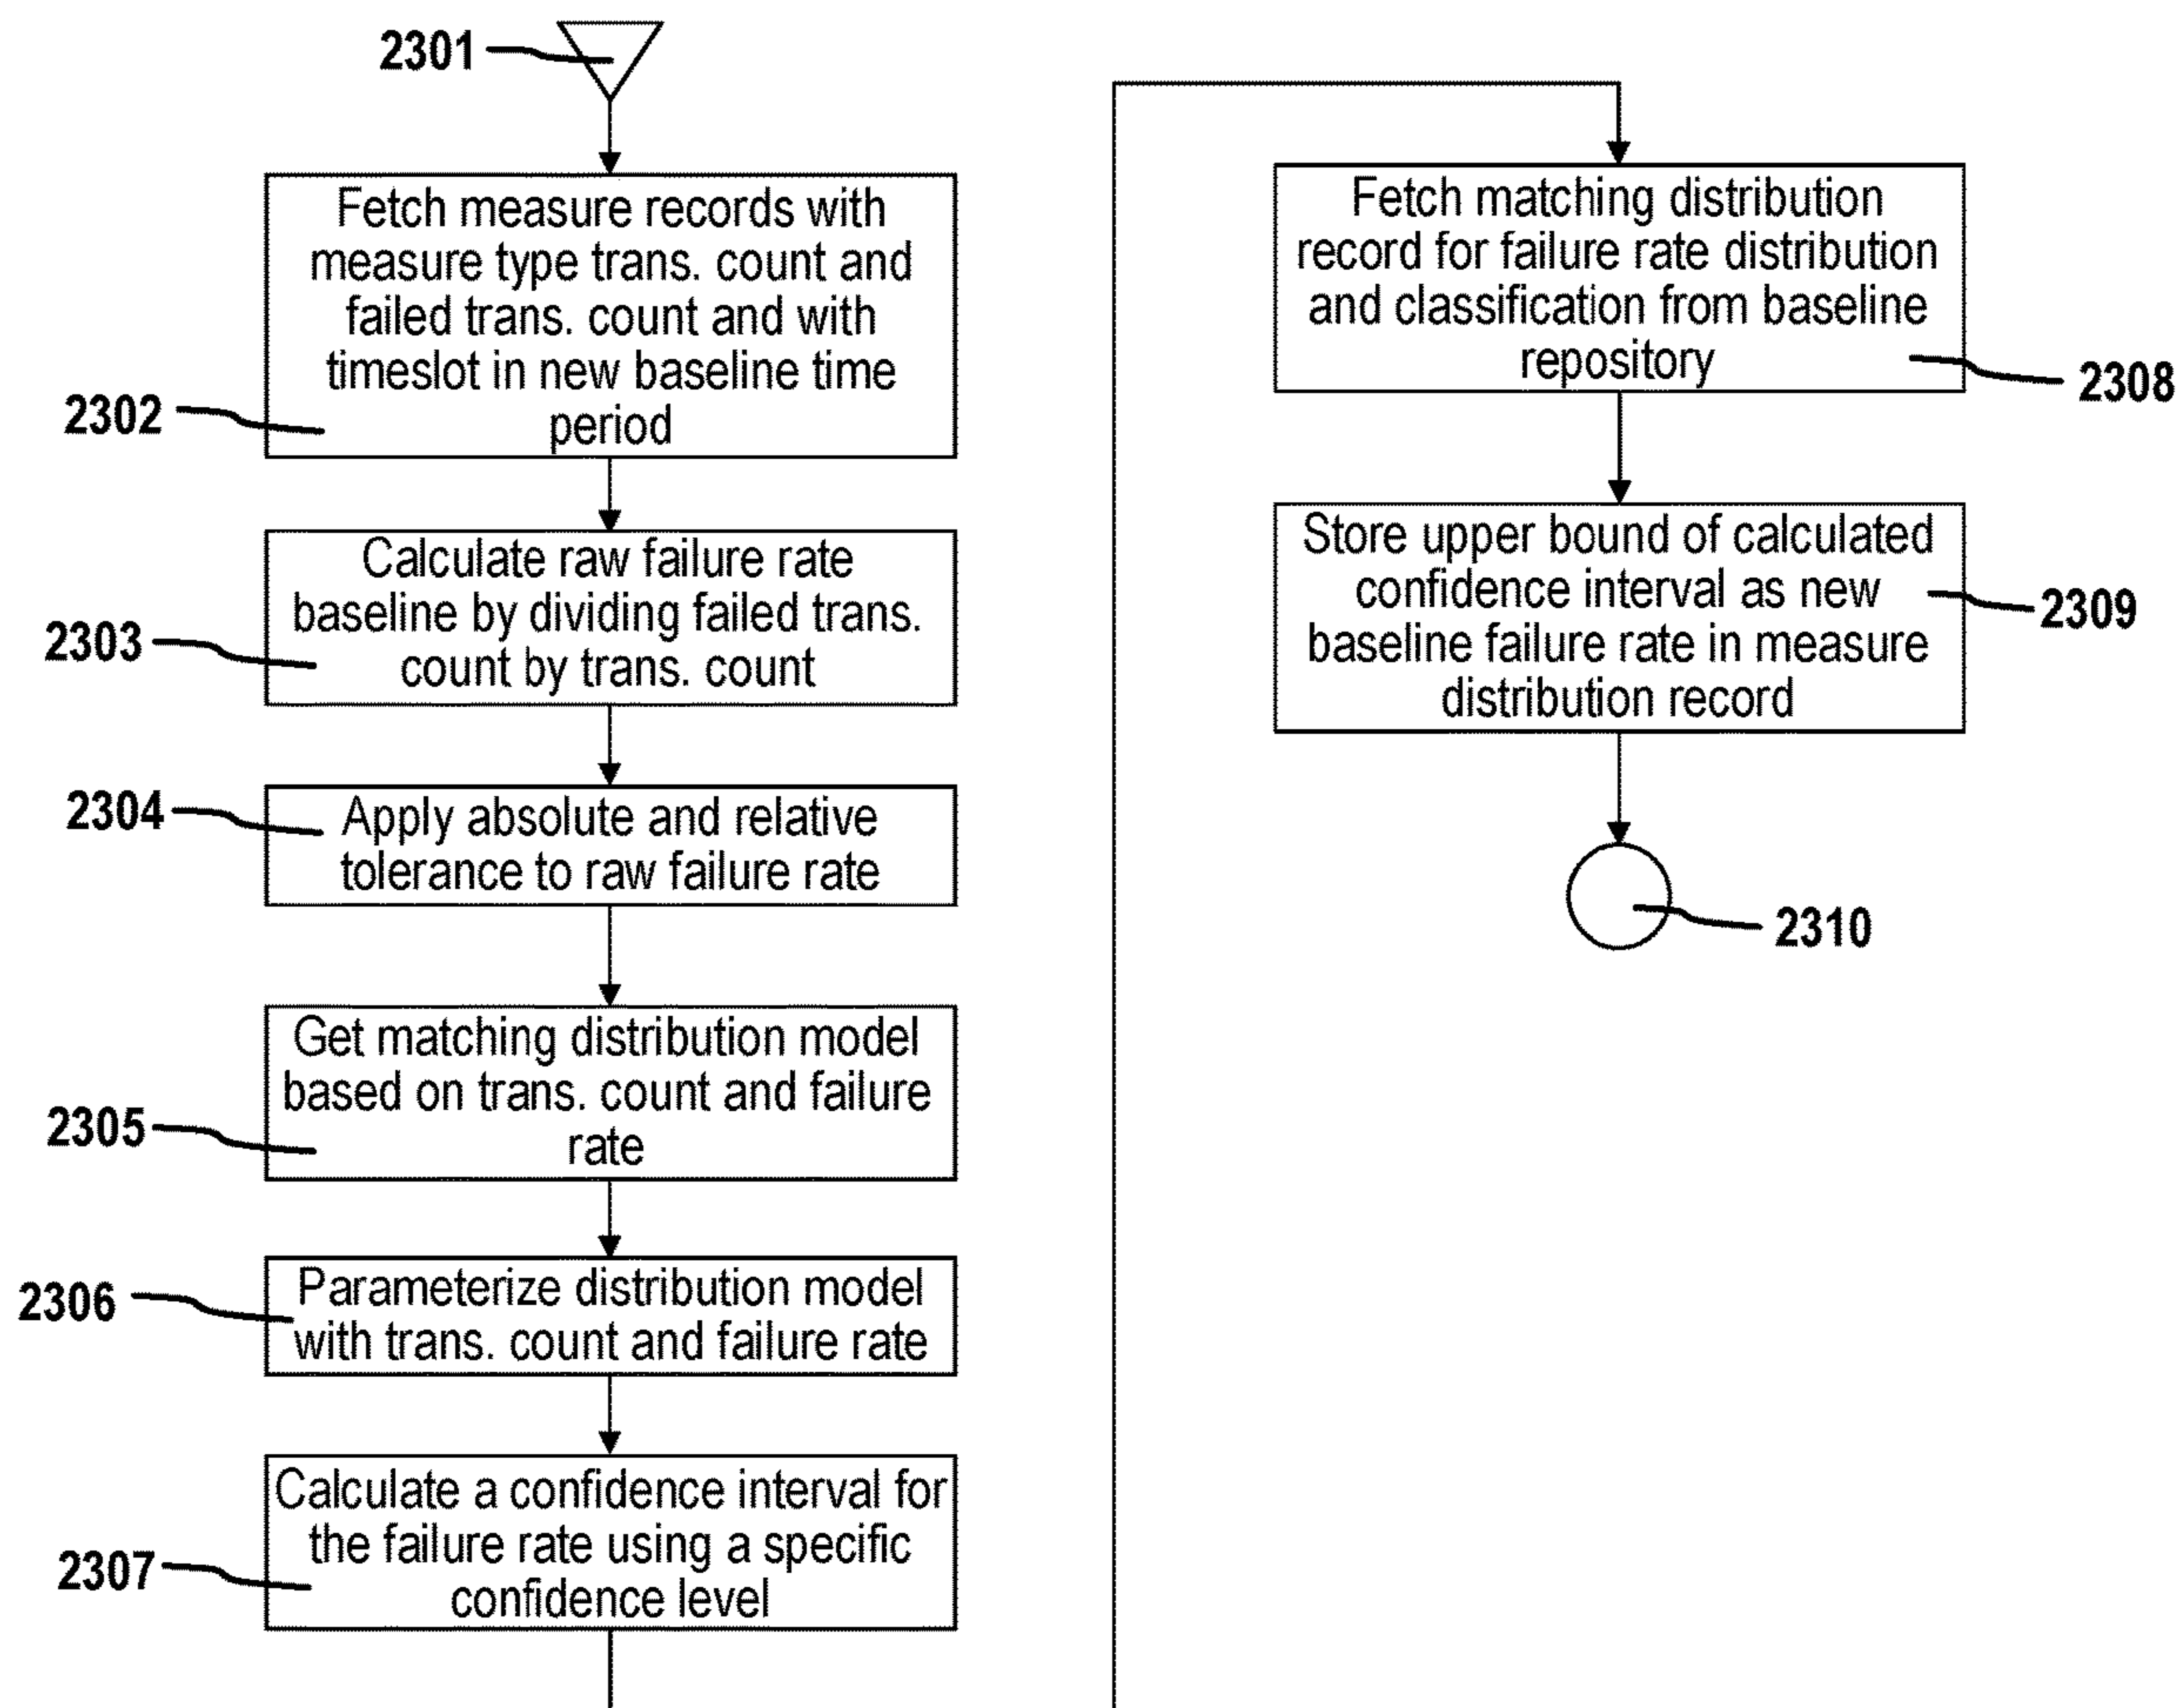 2301
Fetch measure records with
measure type trans. count and
failed trans. count and with
timeslot in new baseline time
period
2302
Calculate raw failure rate
baseline by dividing failed trans.
count by trans. count
2303
2304
Apply absolute and relative
tolerance to raw failure rate
Get matching distribution model
based on trans. count and failure
rate
2305
2306
Parameterize distribution model
with trans. count and failure rate
Calculate a confidence interval for
the failure rate using a specific
confidence level
2307
Fetch matching distribution
record for failure rate distribution
and classification from baseline
repository
2308
Store upper bound of calculated
confidence interval as new
baseline failure rate in measure
distribution record
2309
2310